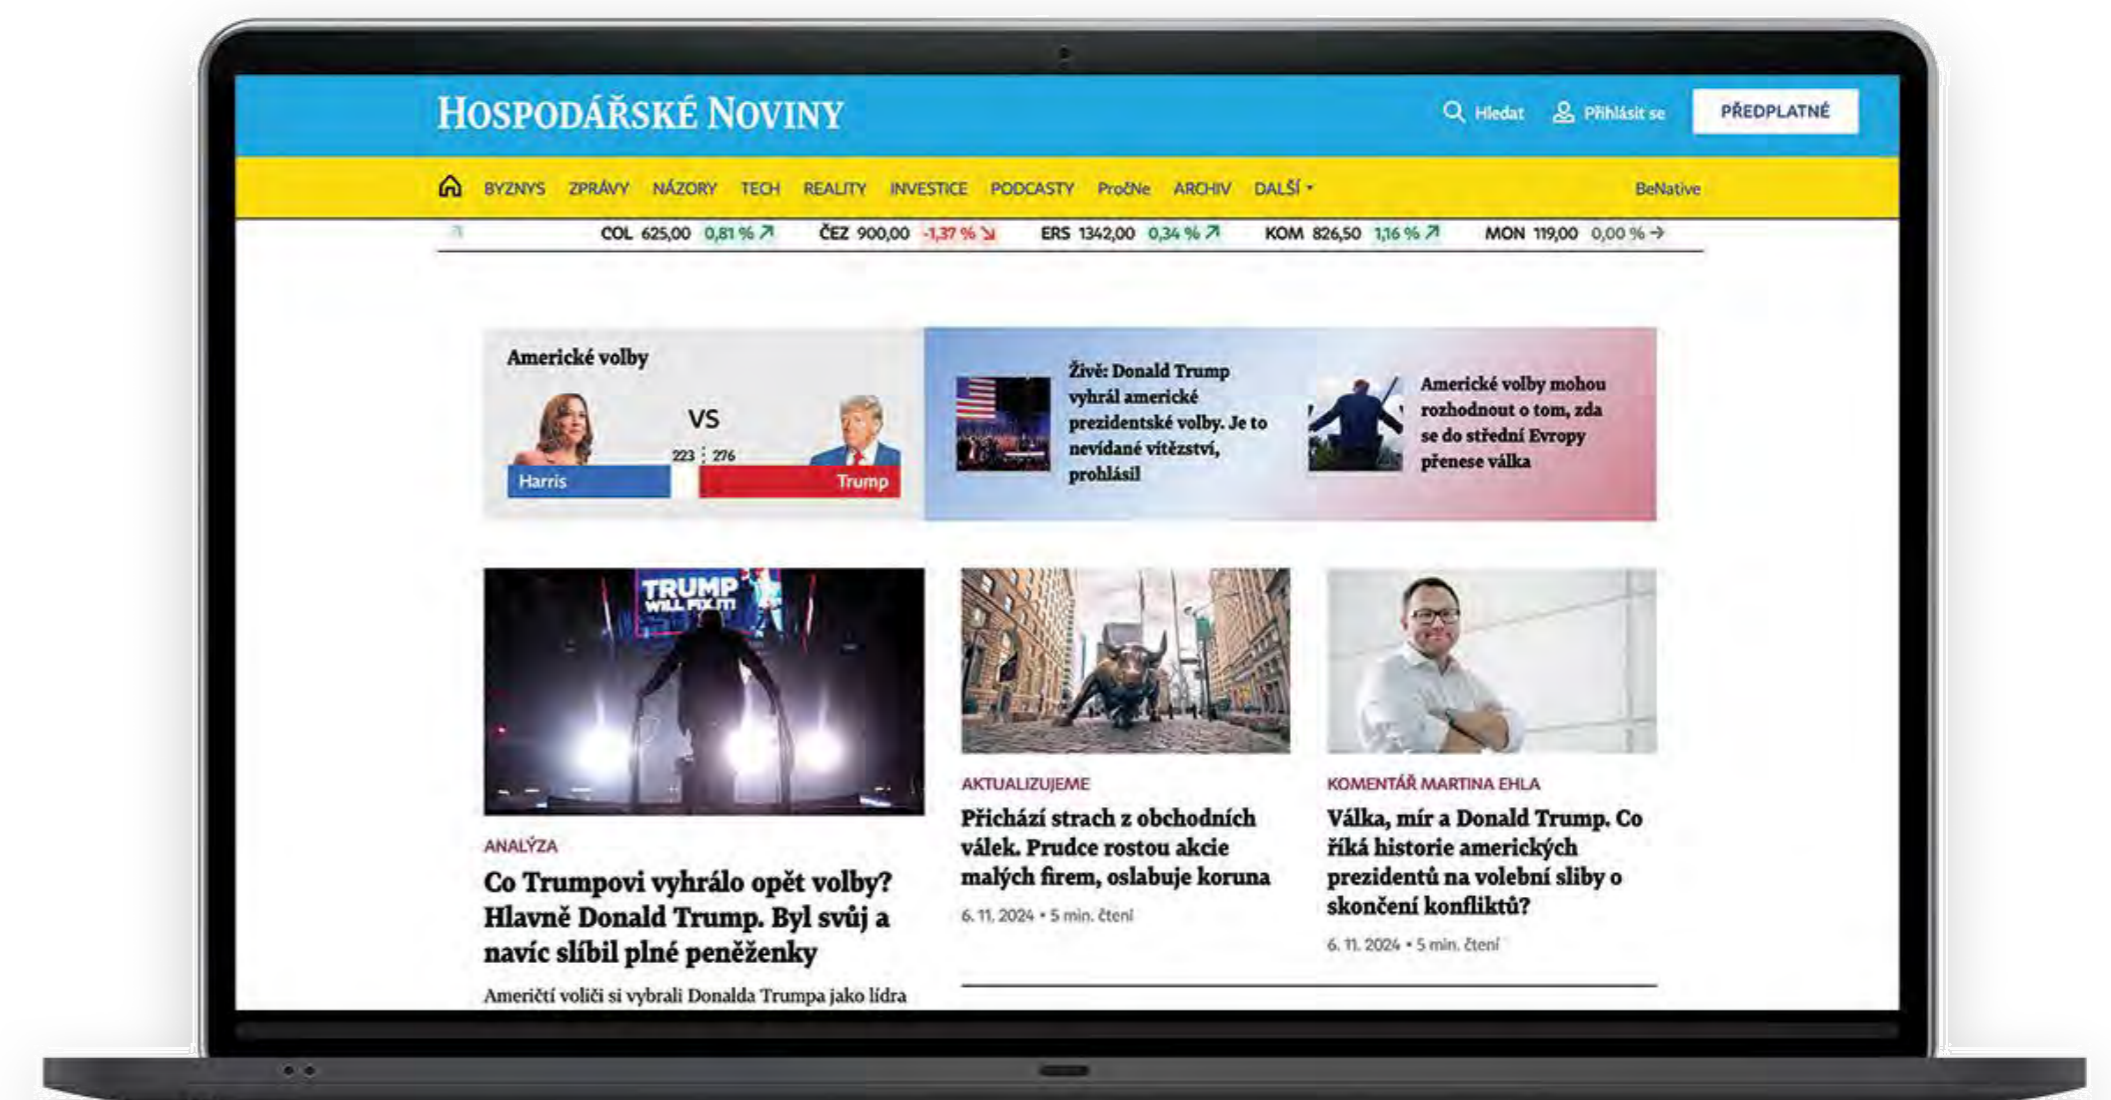 HOSPODÁŘSKÉ NOVINY
Hledat
Přihlásit se
PŘEDPLATNÉ
BYZNYS ZPRÁVY NÁZORY TECH REALITY INVESTICE PODCASTY PročNe ARCHIV DALŠÍ BeNative
COL 625,00 0,81 % ČEZ 900,00 -1,37 % ERS 1342,00 0,34 % KOM 826,50 1,16 % MON 119,00 0,00 %
Americké volby
VS
223 276
Harris
Trump
Živě: Donald Trump
vyhrál americké
prezidentské volby. Je to
nevídané vítězství,
prohlásil
Americké volby mohou
rozhodnout o tom, zda
se do střední Evropy
přenese válka
TRUMP
WILL FIX IT!
ANALÝZA
Co Trumpovi vyhrálo opět volby?
Hlavně Donald Trump. Byl svůj a
navíc slíbil plné peněženky
Američtí voliči si vybrali Donalda Trumpa jako lídra
AKTUALIZUJEME
Přichází strach z obchodních
válek. Prudce rostou akcie
malých firem, oslabuje koruna
6. 11. 2024 • 5 min. čtení
KOMENTÁŘ MARTINA EHLA
Válka, mír a Donald Trump. Co
říká historie amerických
prezidentů na volební sliby o
skončení konfliktů?
6. 11. 2024 • 5 min. čtení